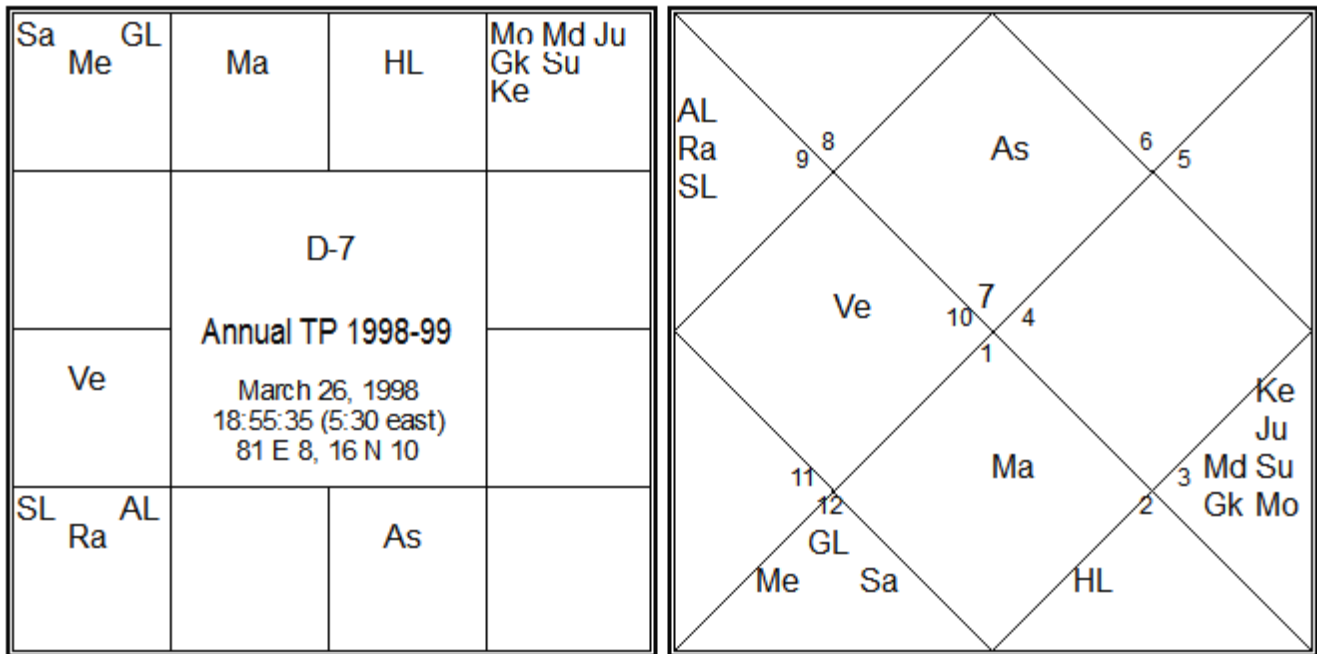 Sa GL
Me
Ma
HL
Mo Md Ju
Gk Su
Ke
D-7
Annual TP 1998-99
March 26, 1998
18:55:35 (5:30 east)
81 E 8, 16 N 10
Ve
SL AL
Ra
As
AL
Ra
SL
9 8
As
6 5
Ve
10 7 4
1
Ke
Ju
Md Su
Gk Mo
3
2
Ma
11
12
GL
Me Sa
HL